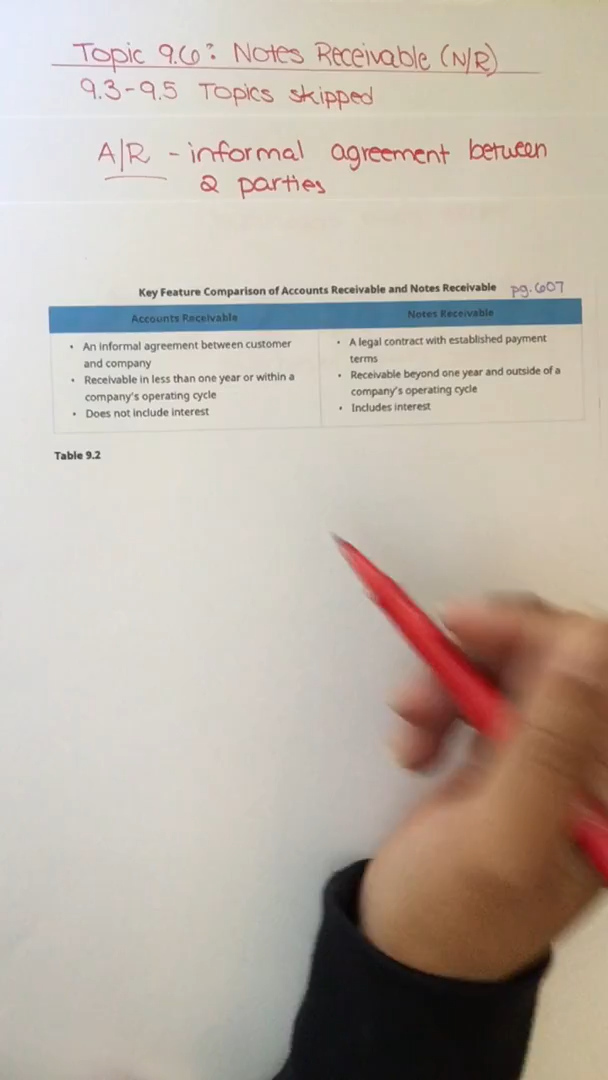 Topic 9.6: Notes Receivable (N/R)
9.3-9.5 Topics skipped
A/R - informal agreement between
2 parties
Key Feature Comparison of Accounts Receivable and Notes Receivable pg. 607
Accounts Receivable
Notes Receivable
• An informal agreement between customer
and company
• Receivable in less than one year or within a
company's operating cycle
• Does not include interest
• A legal contract with established payment
terms
• Receivable beyond one year and outside of a
company's operating cycle
• Includes interest
Table 9.2